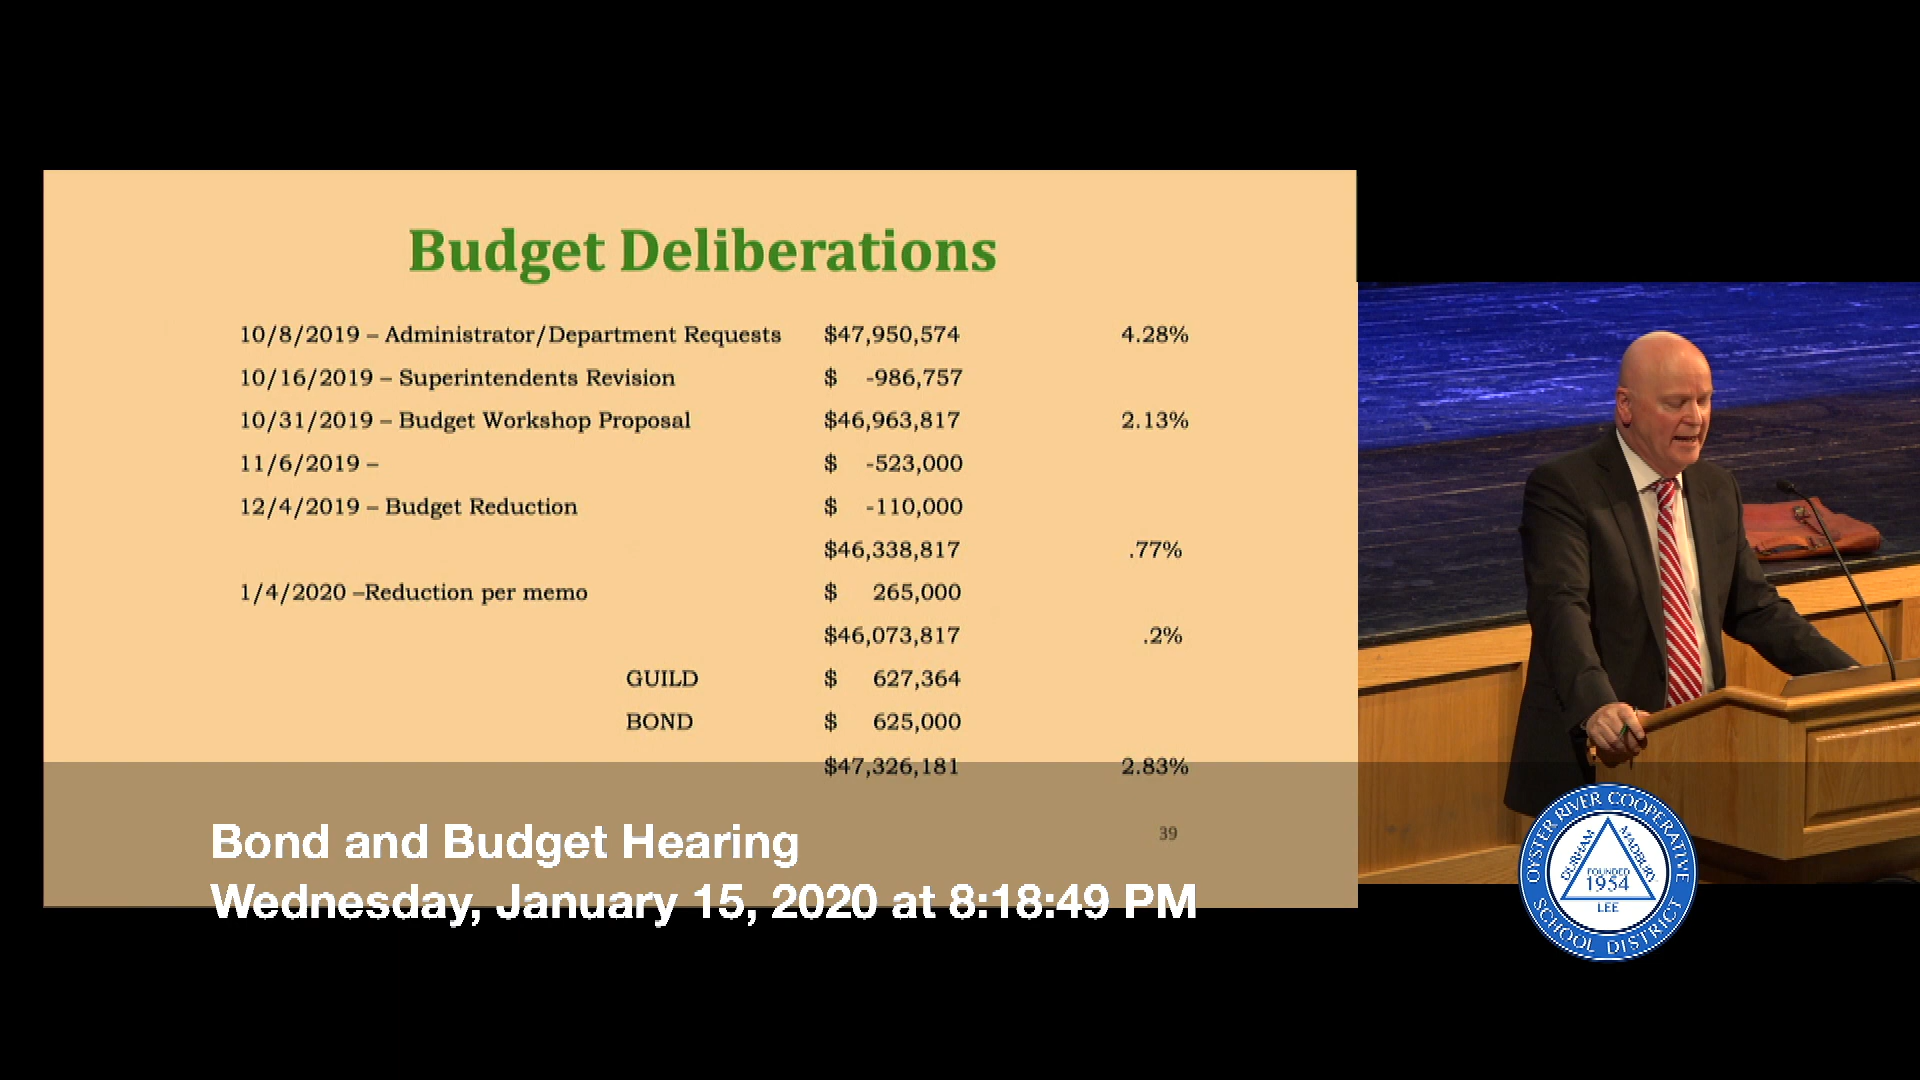 Budget Deliberations
10/8/2019 – Administrator/Department Requests $47,950,574 4.28%
10/16/2019 – Superintendents Revision $ -986,757
10/31/2019 – Budget Workshop Proposal $46,963,817 2.13%
11/6/2019 – $ -523,000
12/4/2019 – Budget Reduction $ -110,000
$46,338,817 .77%
1/4/2020 –Reduction per memo $ 265,000
$46,073,817 .2%
GUILD $ 627,364
BOND $ 625,000
$47,326,181 2.83%
39
Bond and Budget Hearing
Wednesday, January 15, 2020 at 8:18:49 PM
OYSTER RIVER COOPERATIVE
DURHAM
MADBURY
FOUNDED
1954
LEE
SCHOOL DISTRICT